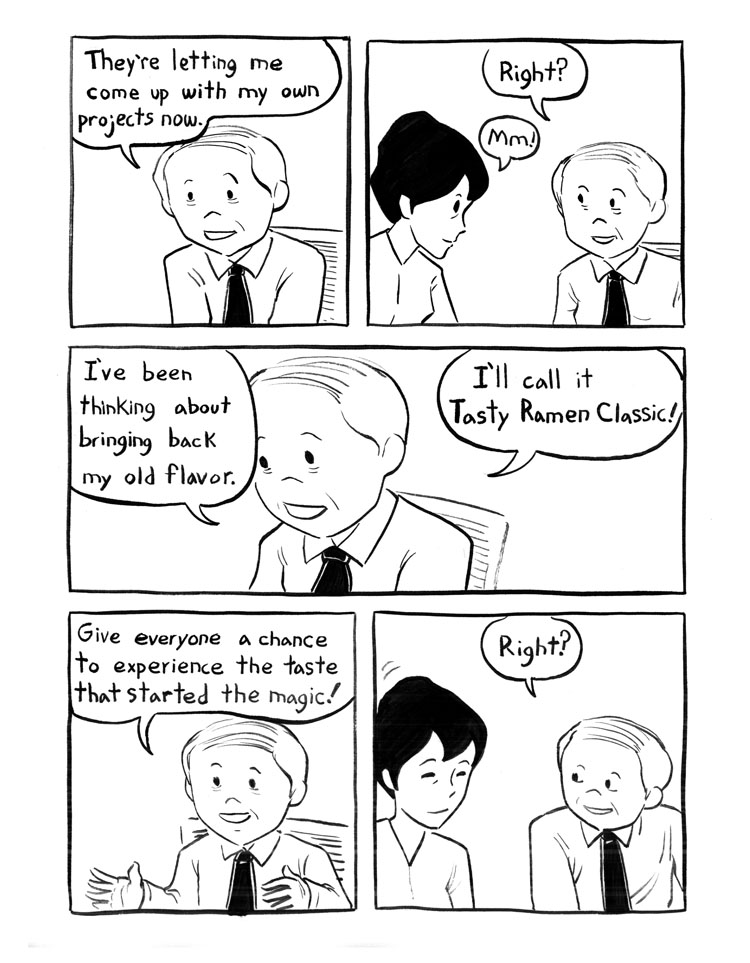 They're letting me
come up with my own
projects now.
Right?
Mm!
I've been
thinking about
bringing back
my old flavor.
I'll call it
Tasty Ramen Classic!
Give everyone a chance
to experience the taste
that started the magic!
Right?